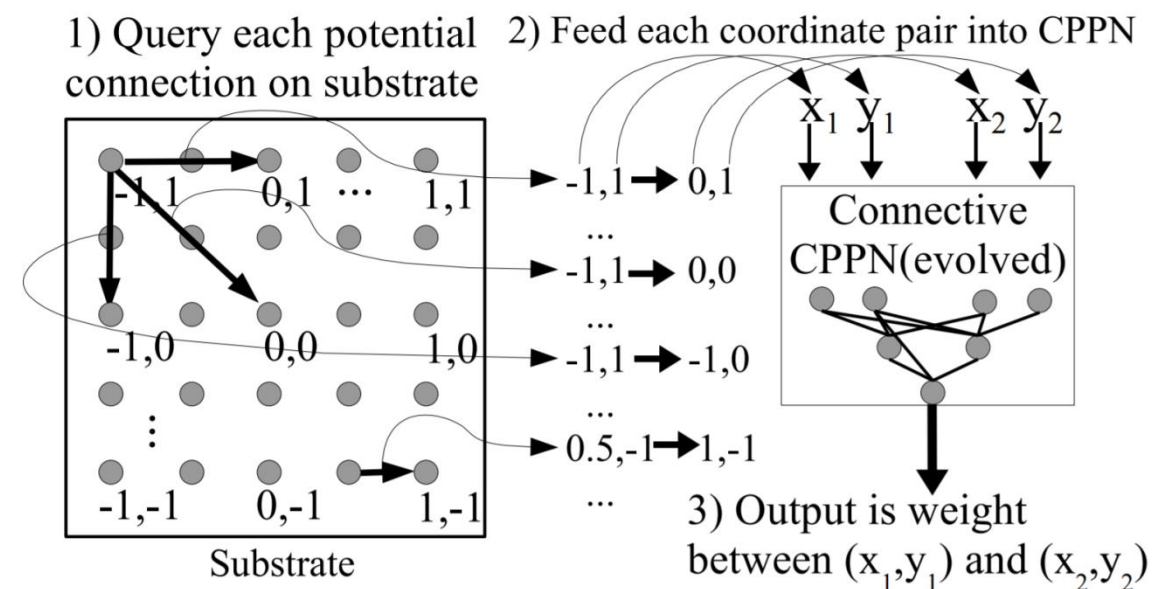 1) Query each potential
connection on substrate
-1,1 0,1 ... 1,1
-1,0 0,0 1,0
⋮
-1,-1 0,-1 1,-1
Substrate
2) Feed each coordinate pair into CPPN
x₁ y₁ x₂ y₂
-1,1 0,1
...
-1,1 0,0
...
-1,1 -1,0
...
0.5,-1 1,-1
...
Connective
CPPN(evolved)
3) Output is weight
between (x₁,y₁) and (x₂,y₂)